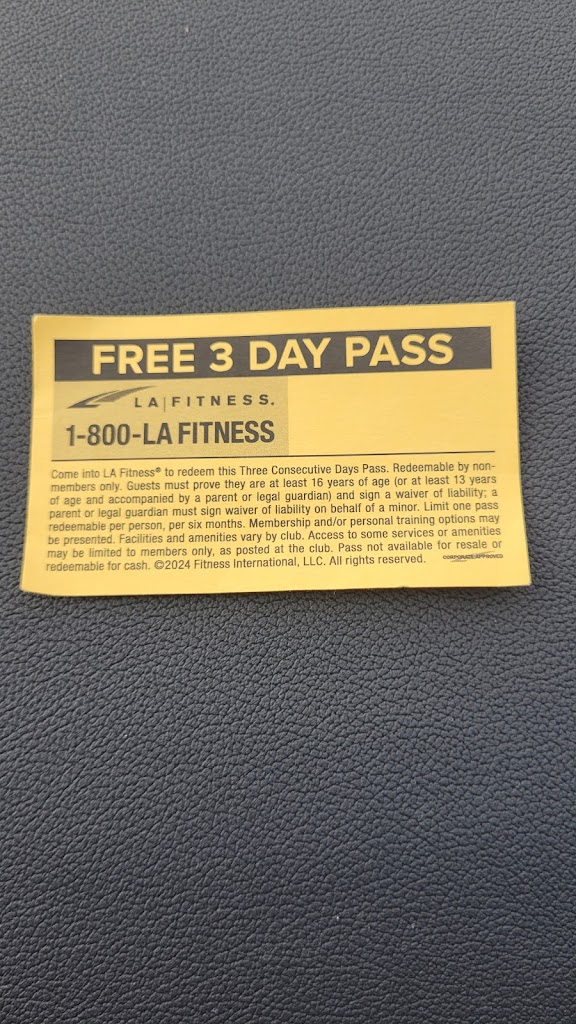 FREE 3 DAY PASS
LA|FITNESS.
1-800-LA FITNESS
Come into LA Fitness® to redeem this Three Consecutive Days Pass. Redeemable by non-
members only. Guests must prove they are at least 16 years of age (or at least 13 years
of age and accompanied by a parent or legal guardian) and sign a waiver of liability; a
parent or legal guardian must sign waiver of liability on behalf of a minor. Limit one pass
redeemable per person, per six months. Membership and/or personal training options may
be presented. Facilities and amenities vary by club. Access to some services or amenities
may be limited to members only, as posted at the club. Pass not available for resale or
redeemable for cash. ©2024 Fitness International, LLC. All rights reserved. CORPORATE APPROVED